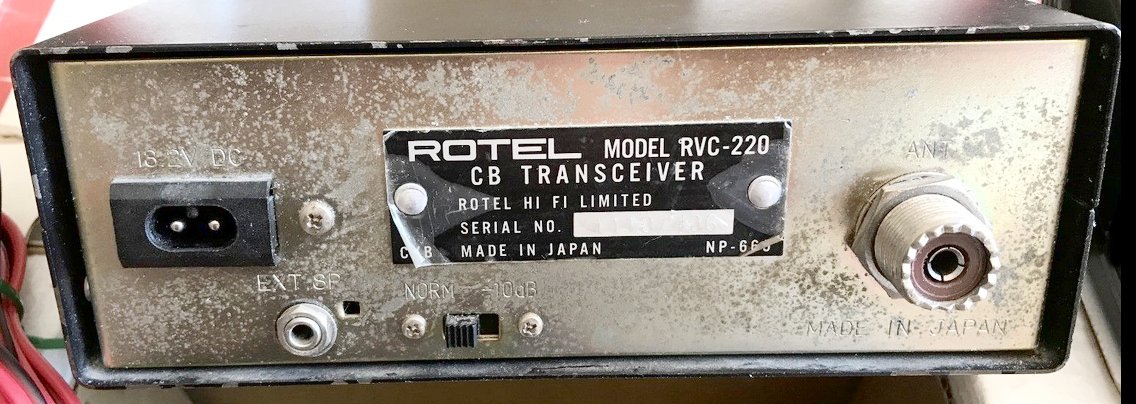 13.2V DC
ROTEL MODEL RVC-220
CB TRANSCEIVER
ROTEL HI FI LIMITED
SERIAL NO.
MADE IN JAPAN
ANT
EXT SP
NORM -10dB
MADE IN JAPAN